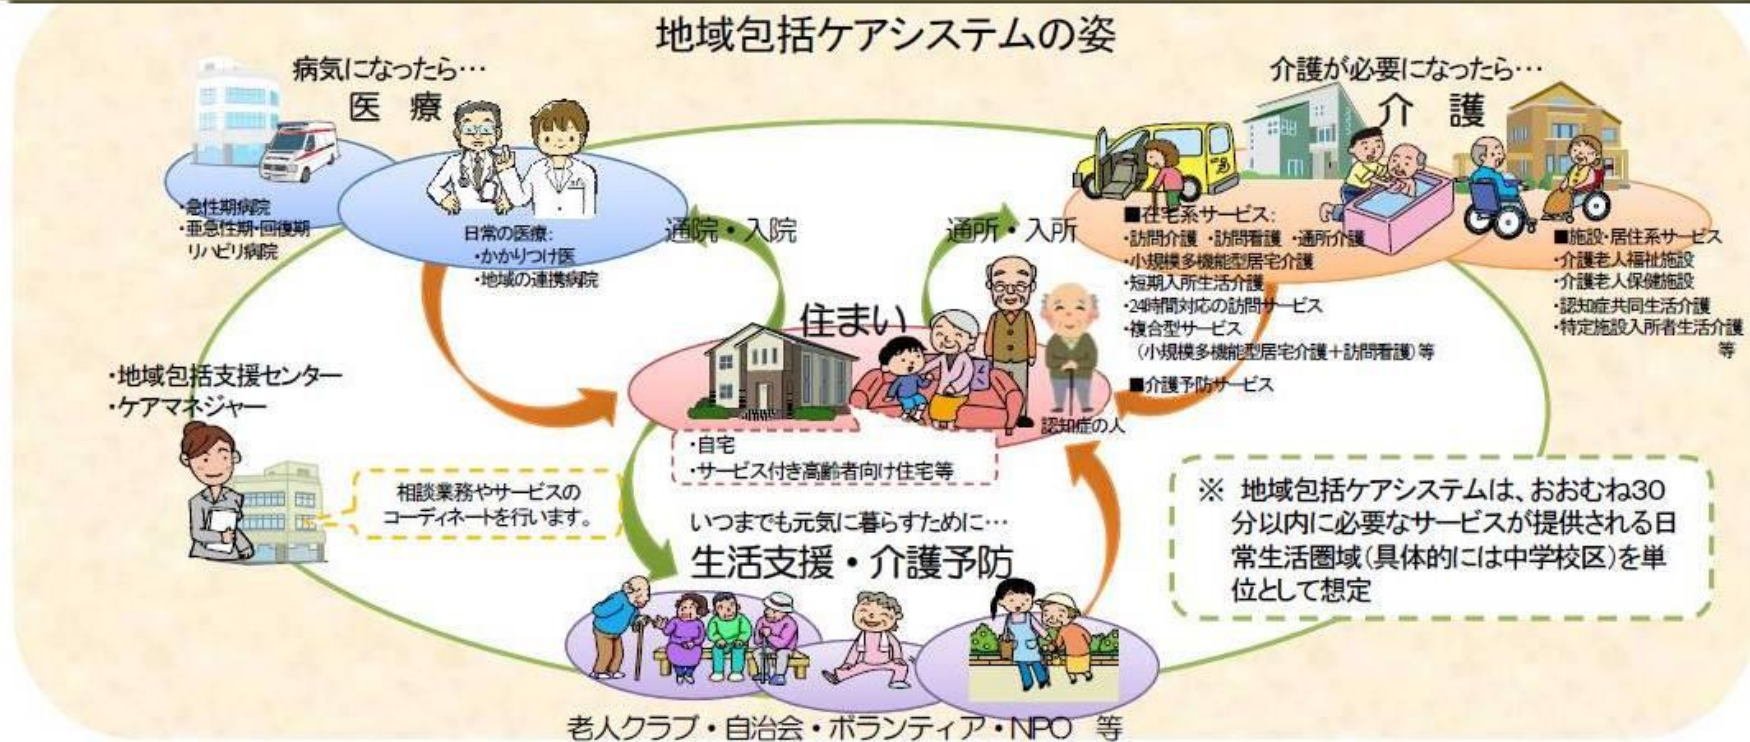 地域包括ケアシステムの姿
病気になったら…
医 療
・急性期病院
・亜急性期・回復期
リハビリ病院
日常の医療:
・かかりつけ医
・地域の連携病院
通院・入院
通所・入所
介護が必要になったら…
介 護
■在宅系サービス:
・訪問介護 ・訪問看護 ・通所介護
・小規模多機能型居宅介護
・短期入所生活介護
・24時間対応の訪問サービス
・複合型サービス
(小規模多機能型居宅介護+訪問看護)等
■介護予防サービス
■施設・居住系サービス
・介護老人福祉施設
・介護老人保健施設
・認知症共同生活介護
・特定施設入所者生活介護
等
住まい
認知症の人
・自宅
・サービス付き高齢者向け住宅等
・地域包括支援センター
・ケアマネジャー
相談業務やサービスの
コーディネートを行います。
いつまでも元気に暮らすために…
生活支援・介護予防
老人クラブ・自治会・ボランティア・NPO 等
※ 地域包括ケアシステムは、おおむね30
分以内に必要なサービスが提供される日
常生活圏域(具体的には中学校区)を単
位として想定